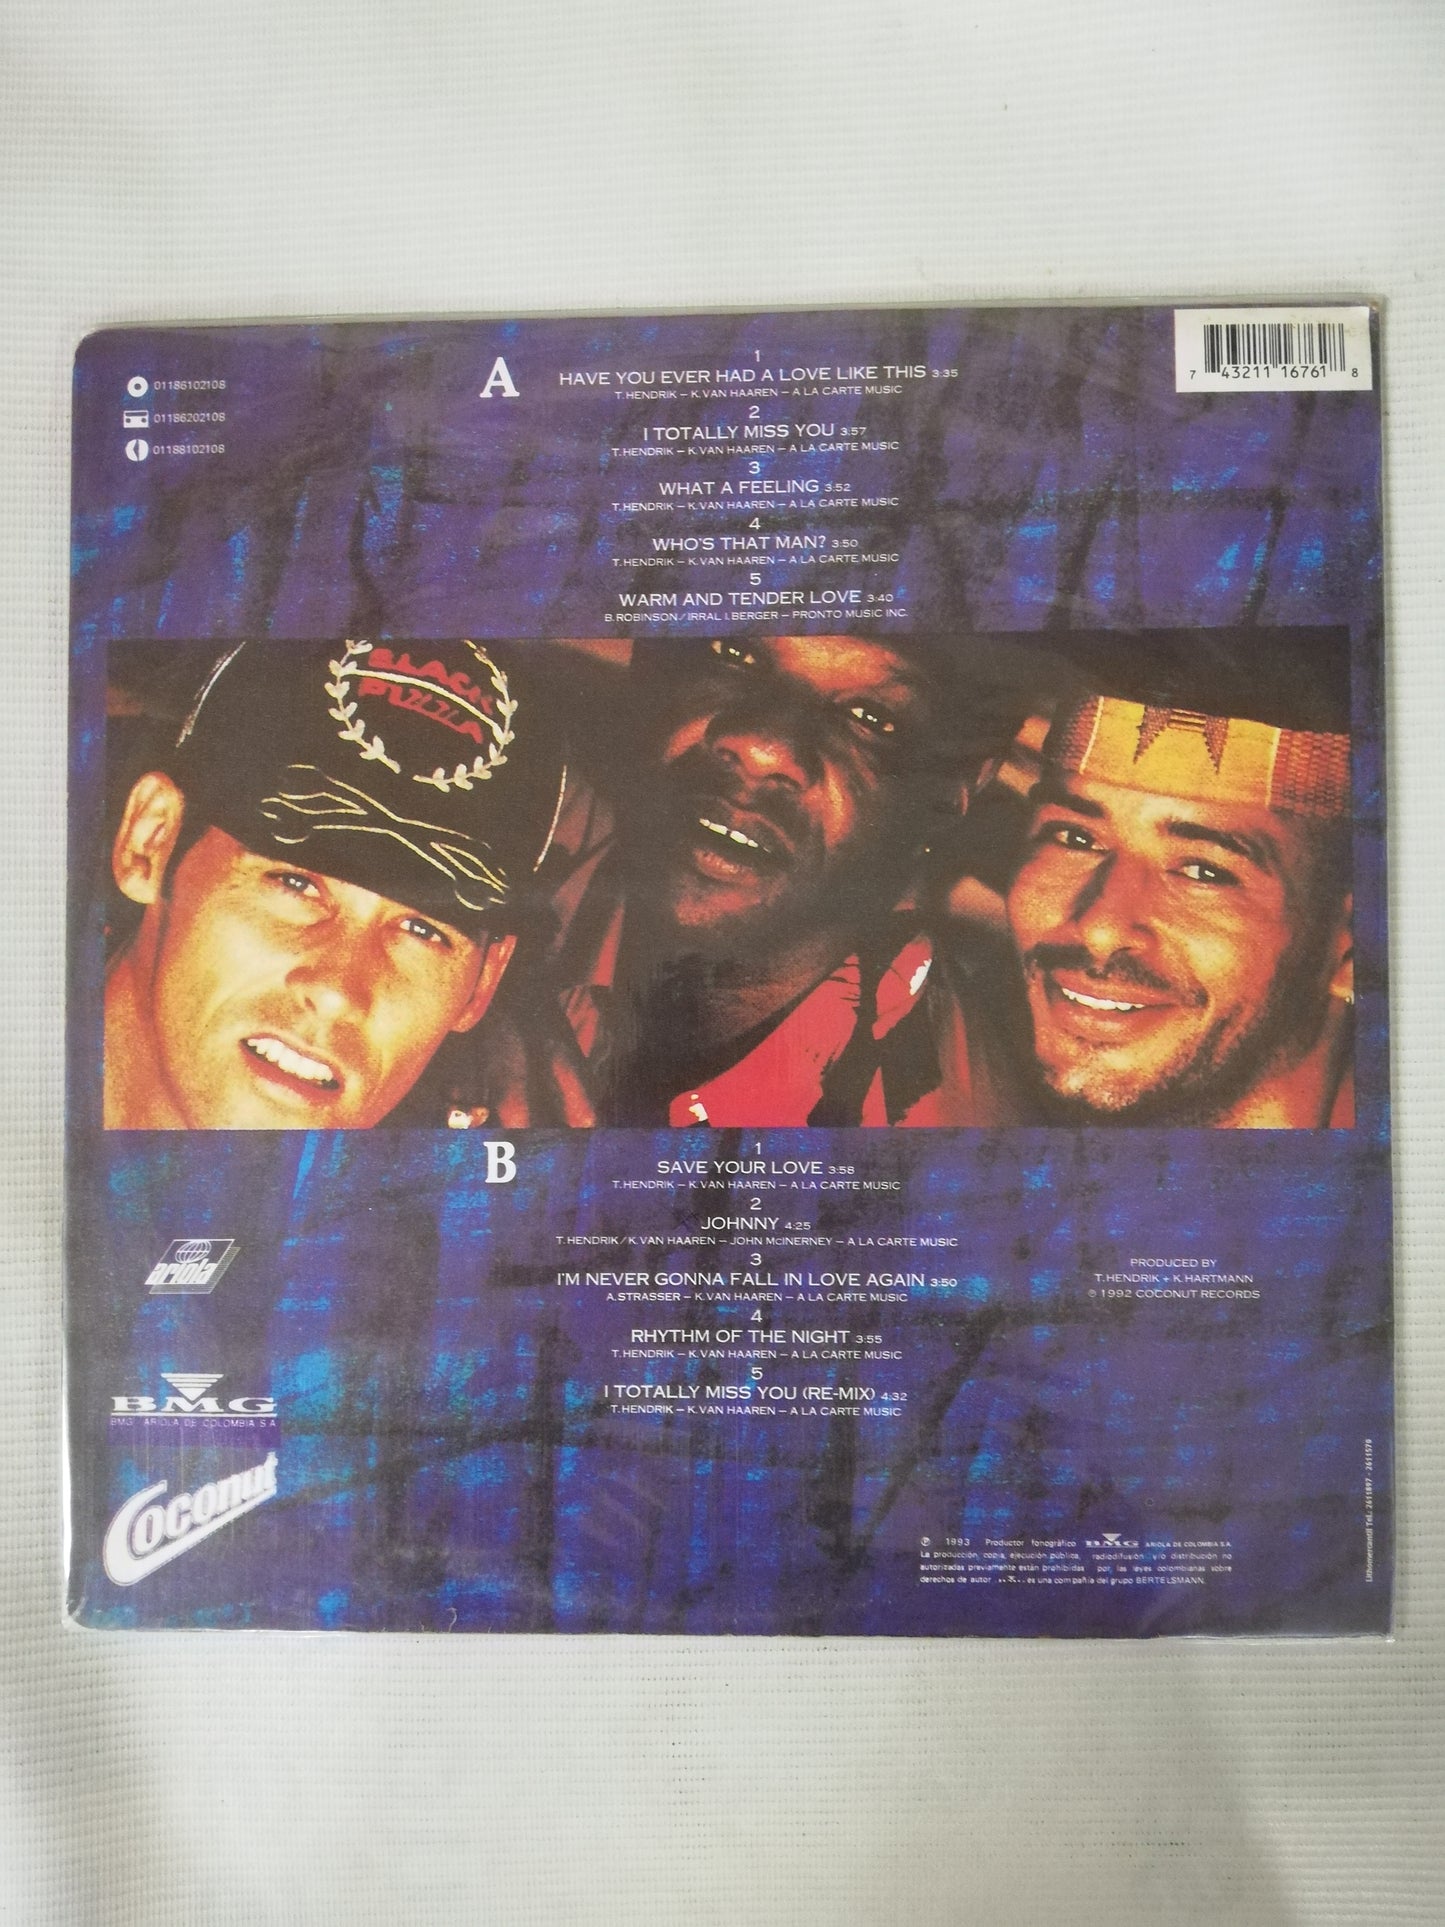 01186102108
01186202108
01188102108
7 43211 16761 8
A
1
HAVE YOU EVER HAD A LOVE LIKE THIS 3:35
T. HENDRIK – K. VAN HAAREN – A LA CARTE MUSIC
2
I TOTALLY MISS YOU 3:57
T. HENDRIK – K. VAN HAAREN – A LA CARTE MUSIC
3
WHAT A FEELING 3:52
T. HENDRIK – K. VAN HAAREN – A LA CARTE MUSIC
4
WHO'S THAT MAN? 3:50
T. HENDRIK – K. VAN HAAREN – A LA CARTE MUSIC
5
WARM AND TENDER LOVE 3:40
B. ROBINSON / IRRAL I. BERGER – PRONTO MUSIC INC.
BLACK
PIZZA
B
1
SAVE YOUR LOVE 3:58
T. HENDRIK – K. VAN HAAREN – A LA CARTE MUSIC
2
JOHNNY 4:25
T. HENDRIK / K. VAN HAAREN – JOHN McINERNEY – A LA CARTE MUSIC
3
I'M NEVER GONNA FALL IN LOVE AGAIN 3:50
A. STRASSER – K. VAN HAAREN – A LA CARTE MUSIC
4
RHYTHM OF THE NIGHT 3:55
T. HENDRIK – K. VAN HAAREN – A LA CARTE MUSIC
5
I TOTALLY MISS YOU (RE-MIX) 4:32
T. HENDRIK – K. VAN HAAREN – A LA CARTE MUSIC
PRODUCED BY
T. HENDRIK + K. HARTMANN
℗ 1992 COCONUT RECORDS
ariola
BMG
BMG ARIOLA DE COLOMBIA S.A
Coconut
℗ 1993 Productor fonográfico BMG ARIOLA DE COLOMBIA S.A.
La producción, copia, ejecución pública, radiodifusión y/o distribución no
autorizadas previamente están prohibidas por las leyes colombianas sobre
derechos de autor es una compañía del grupo BERTELSMANN.
Lithomercantil Tel.: 2611897 - 2611579